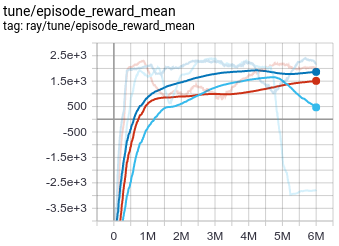 tune/episode_reward_mean
tag: ray/tune/episode_reward_mean
2.5e+3
1.5e+3
500
-500
-1.5e+3
-2.5e+3
-3.5e+3
0 1M 2M 3M 4M 5M 6M